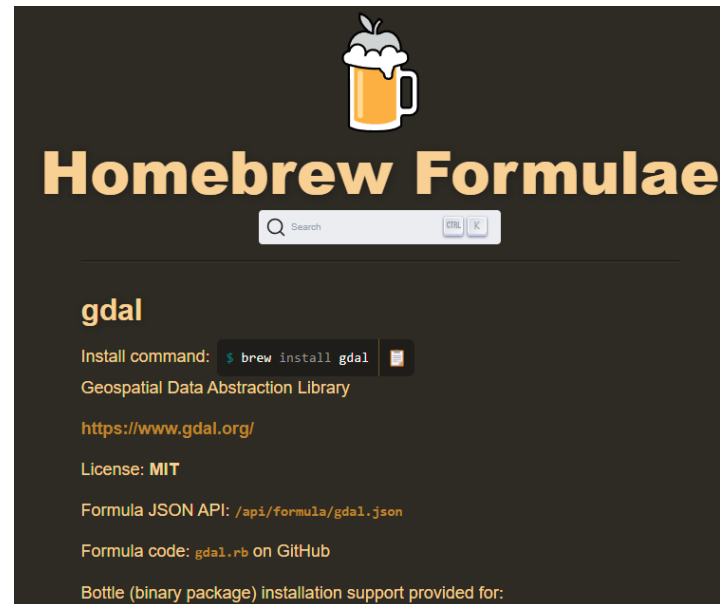 Homebrew Formulae
Search CTRL K
gdal
Install command: $ brew install gdal
Geospatial Data Abstraction Library
https://www.gdal.org/
License: MIT
Formula JSON API: /api/formula/gdal.json
Formula code: gdal.rb on GitHub
Bottle (binary package) installation support provided for: